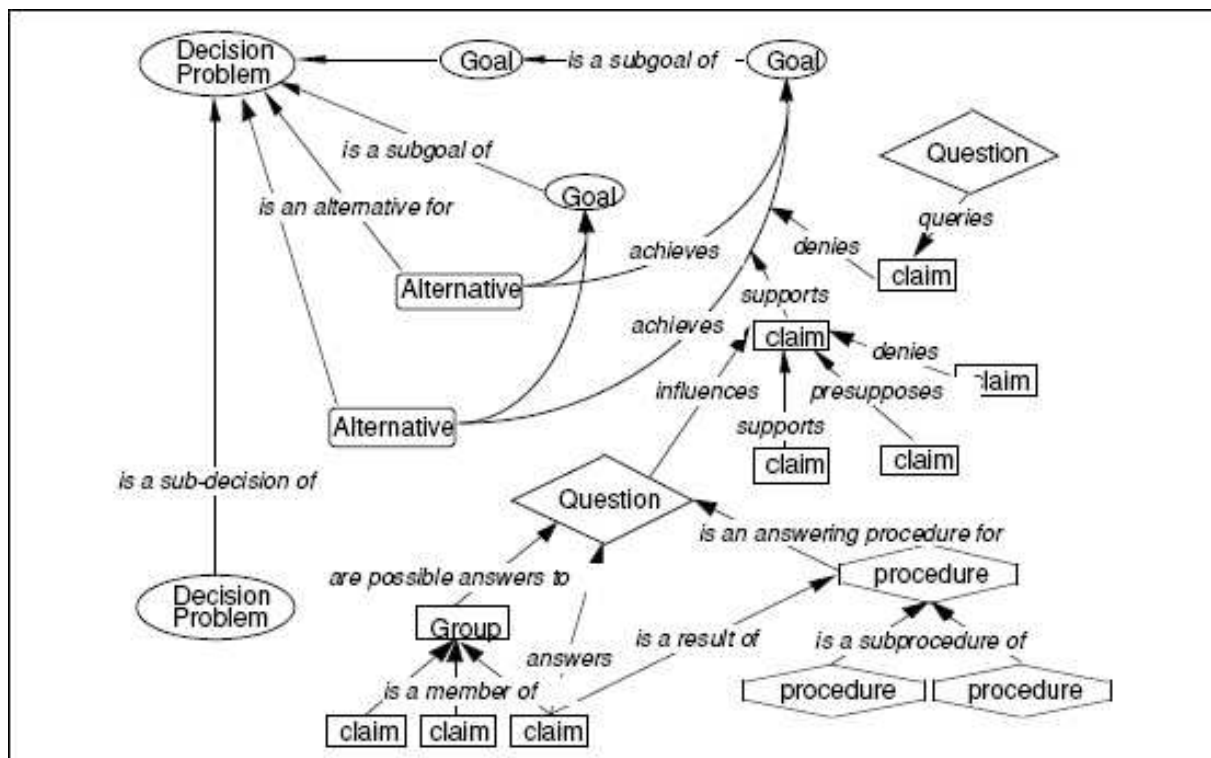 Decision
Problem
Goal
is a subgoal of
Goal
Question
is a subgoal of
Goal
is an alternative for
queries
achieves
denies
claim
Alternative
supports
achieves
claim
denies
claim
influences
presupposes
Alternative
supports
claim
claim
is a sub-decision of
Question
is an answering procedure for
are possible answers to
procedure
Decision
Problem
Group
is a result of
is a subprocedure of
answers
is a member of
procedure
procedure
claim
claim
claim